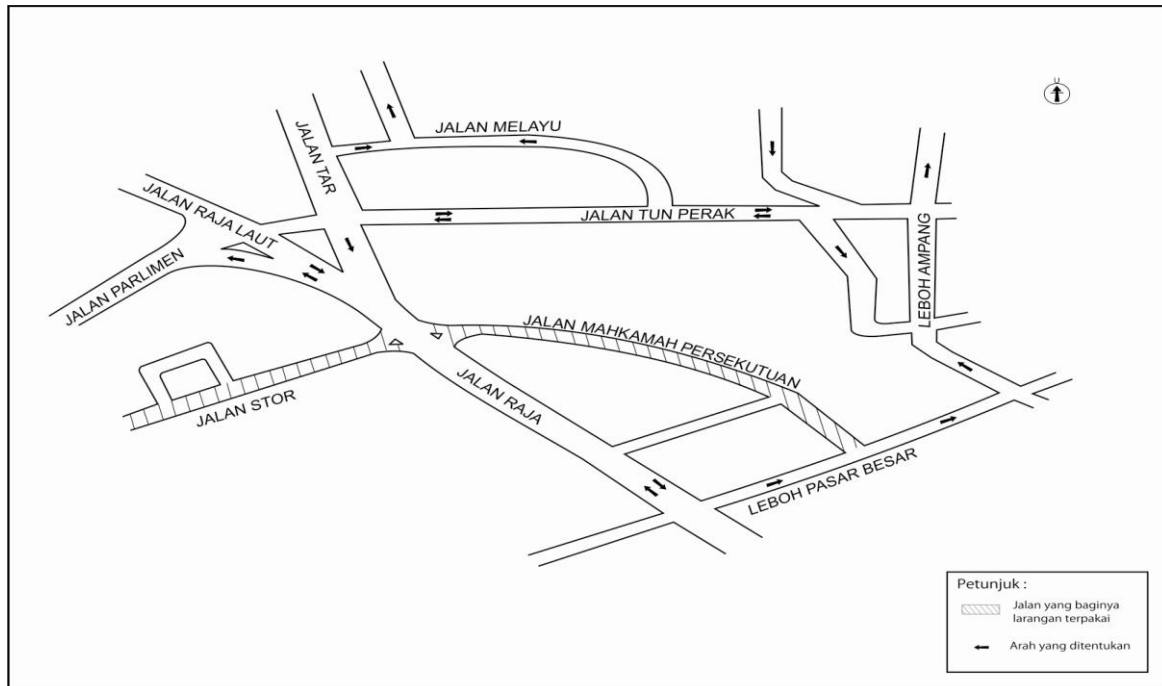 U
JALAN MELAYU
JALAN TAR
JALAN RAJA LAUT
JALAN TUN PERAK
LEBOH AMPANG
JALAN PARLIMEN
JALAN MAHKAMAH PERSEKUTUAN
JALAN STOR
JALAN RAJA
LEBOH PASAR BESAR
Petunjuk :
Jalan yang baginya
larangan terpakai
Arah yang ditentukan